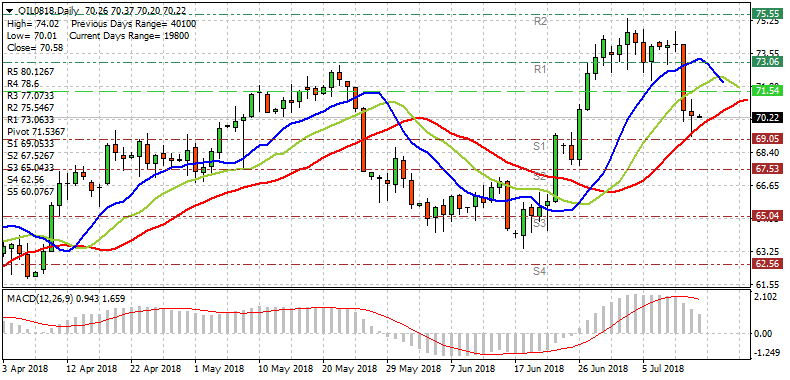 OIL0818,Daily 70.26 70.37 70.20 70.22
High= 74.02 Previous Days Range= 40100
Low= 70.01 Current Days Range= 19800
Close= 70.58
R5 80.1267
R4 78.6
R3 77.0733
R2 75.5467
R1 73.0633
Pivot 71.5367
S1 69.0533
S2 67.5267
S3 65.0433
S4 62.56
S5 60.0767
R2
R1
S1
S2
S3
S4
75.55
73.55
73.06
71.54
70.22
69.05
68.40
67.53
66.65
65.04
63.25
62.56
61.55
MACD(12,26,9) 0.943 1.659
2.102
0.00
-1.249
3 Apr 2018
12 Apr 2018
22 Apr 2018
1 May 2018
10 May 2018
20 May 2018
29 May 2018
7 Jun 2018
17 Jun 2018
26 Jun 2018
5 Jul 2018